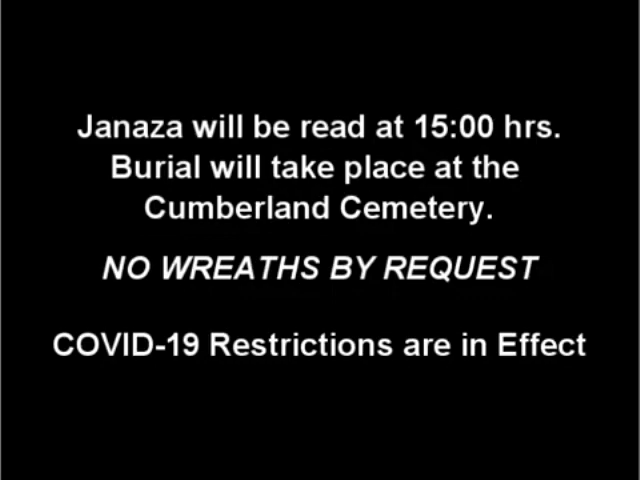 Janaza will be read at 15:00 hrs.
Burial will take place at the
Cumberland Cemetery.
NO WREATHS BY REQUEST
COVID-19 Restrictions are in Effect